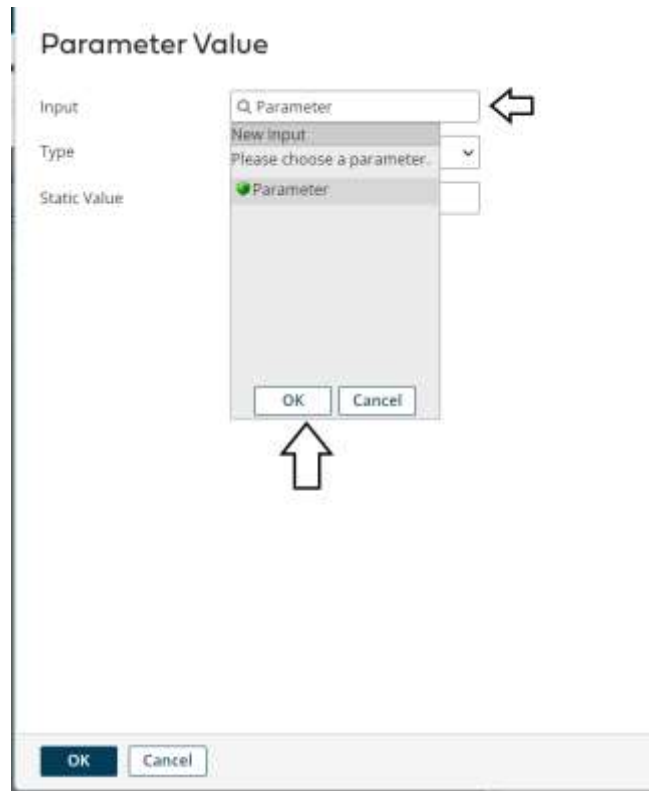 Parameter Value
Input
Parameter
New Input
Please choose a parameter.
Type
Parameter
Static Value
OK
Cancel
OK
Cancel